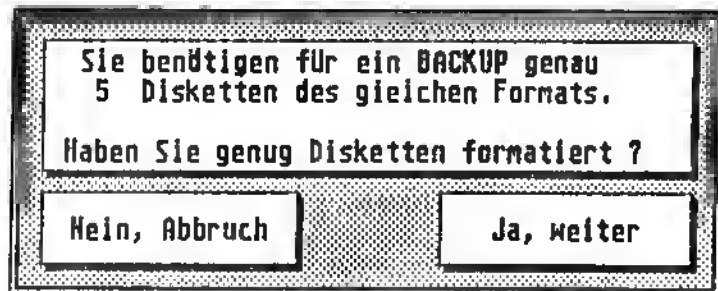 Sie benötigen für ein BACKUP genau
5 Disketten des gleichen Formats.
Haben Sie genug Disketten formatiert ?
Nein, Abbruch
Ja, weiter